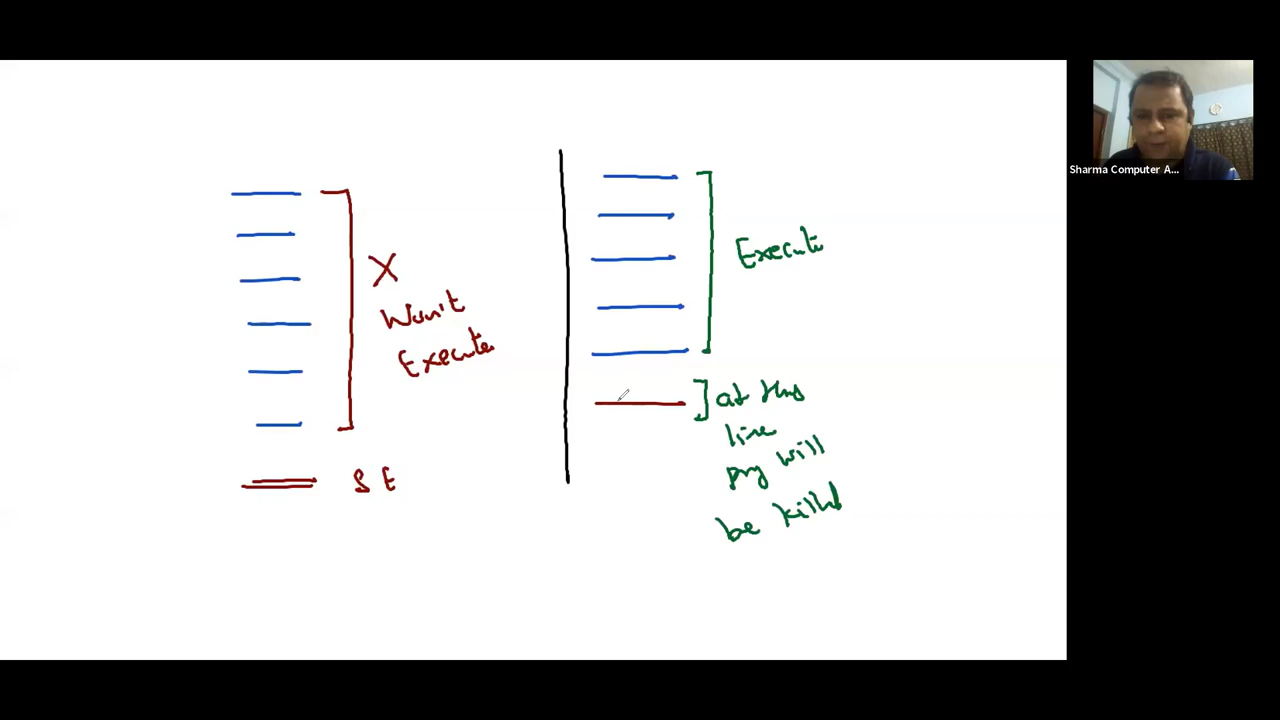 X
Won't
Execute
S E
Execute
at this
line
prg will
be killed
Sharma Computer A...